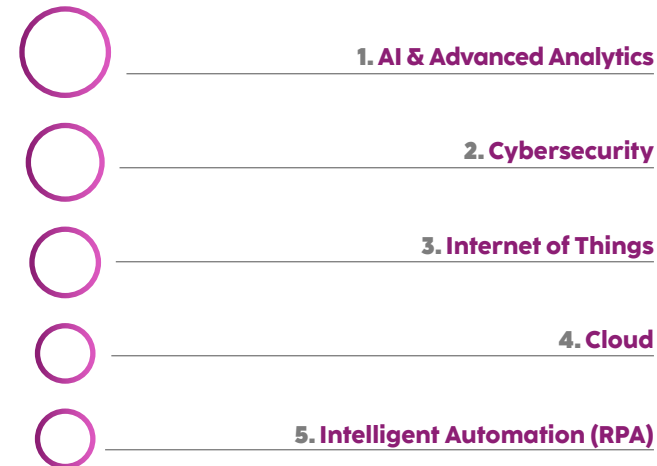 1. AI & Advanced Analytics
2. Cybersecurity
3. Internet of Things
4. Cloud
5. Intelligent Automation (RPA)